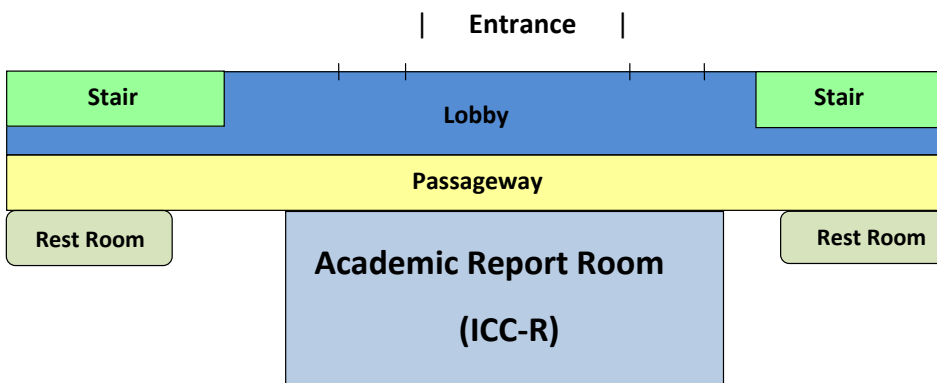 | Entrance |
Stair
Lobby
Stair
Passageway
Rest Room
Academic Report Room
(ICC-R)
Rest Room